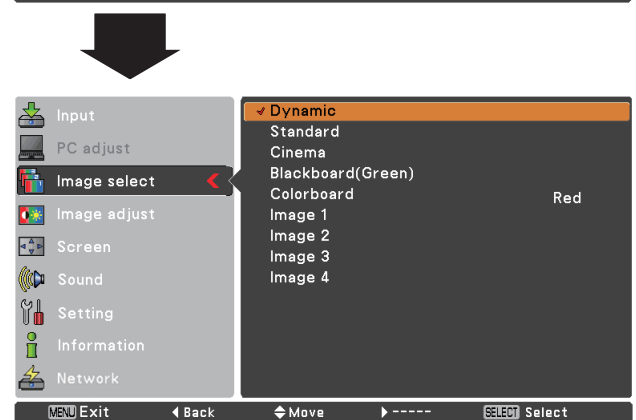 Input
PC adjust
Image select
Image adjust
Screen
Sound
Setting
Information
Network
Dynamic
Standard
Cinema
Blackboard(Green)
Colorboard Red
Image 1
Image 2
Image 3
Image 4
MENU Exit Back Move ----- SELECT Select